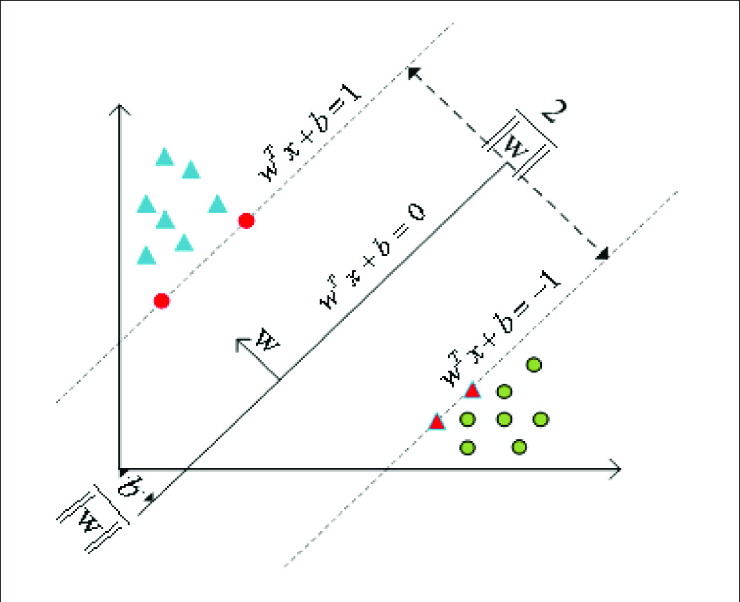 w^T x + b = 1
2
||w||
w^T x + b = 0
w
w^T x + b = -1
b
||w||